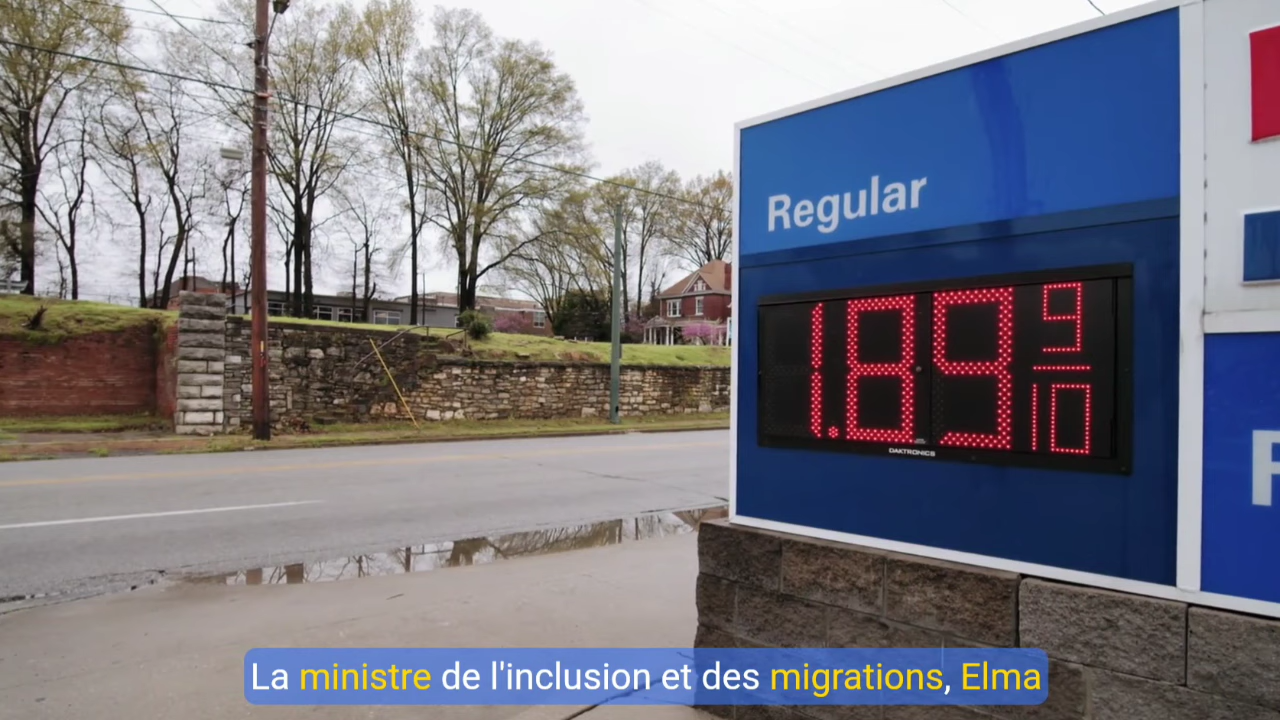 Regular
1.89 9/10
DAKTRONICS
La ministre de l'inclusion et des migrations, Elma